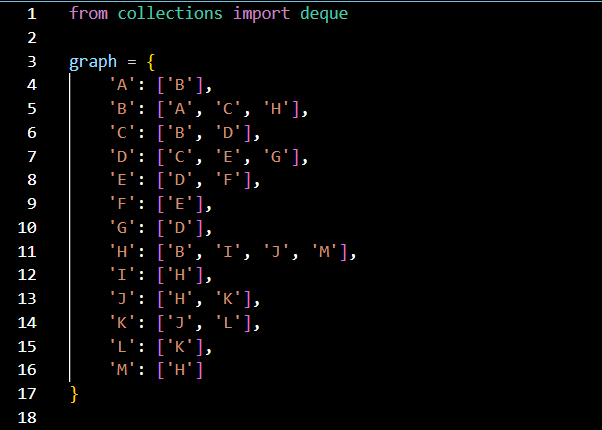 1 from collections import deque
2
3 graph = {
4     'A': ['B'],
5     'B': ['A', 'C', 'H'],
6     'C': ['B', 'D'],
7     'D': ['C', 'E', 'G'],
8     'E': ['D', 'F'],
9     'F': ['E'],
10     'G': ['D'],
11     'H': ['B', 'I', 'J', 'M'],
12     'I': ['H'],
13     'J': ['H', 'K'],
14     'K': ['J', 'L'],
15     'L': ['K'],
16     'M': ['H']
17 }
18